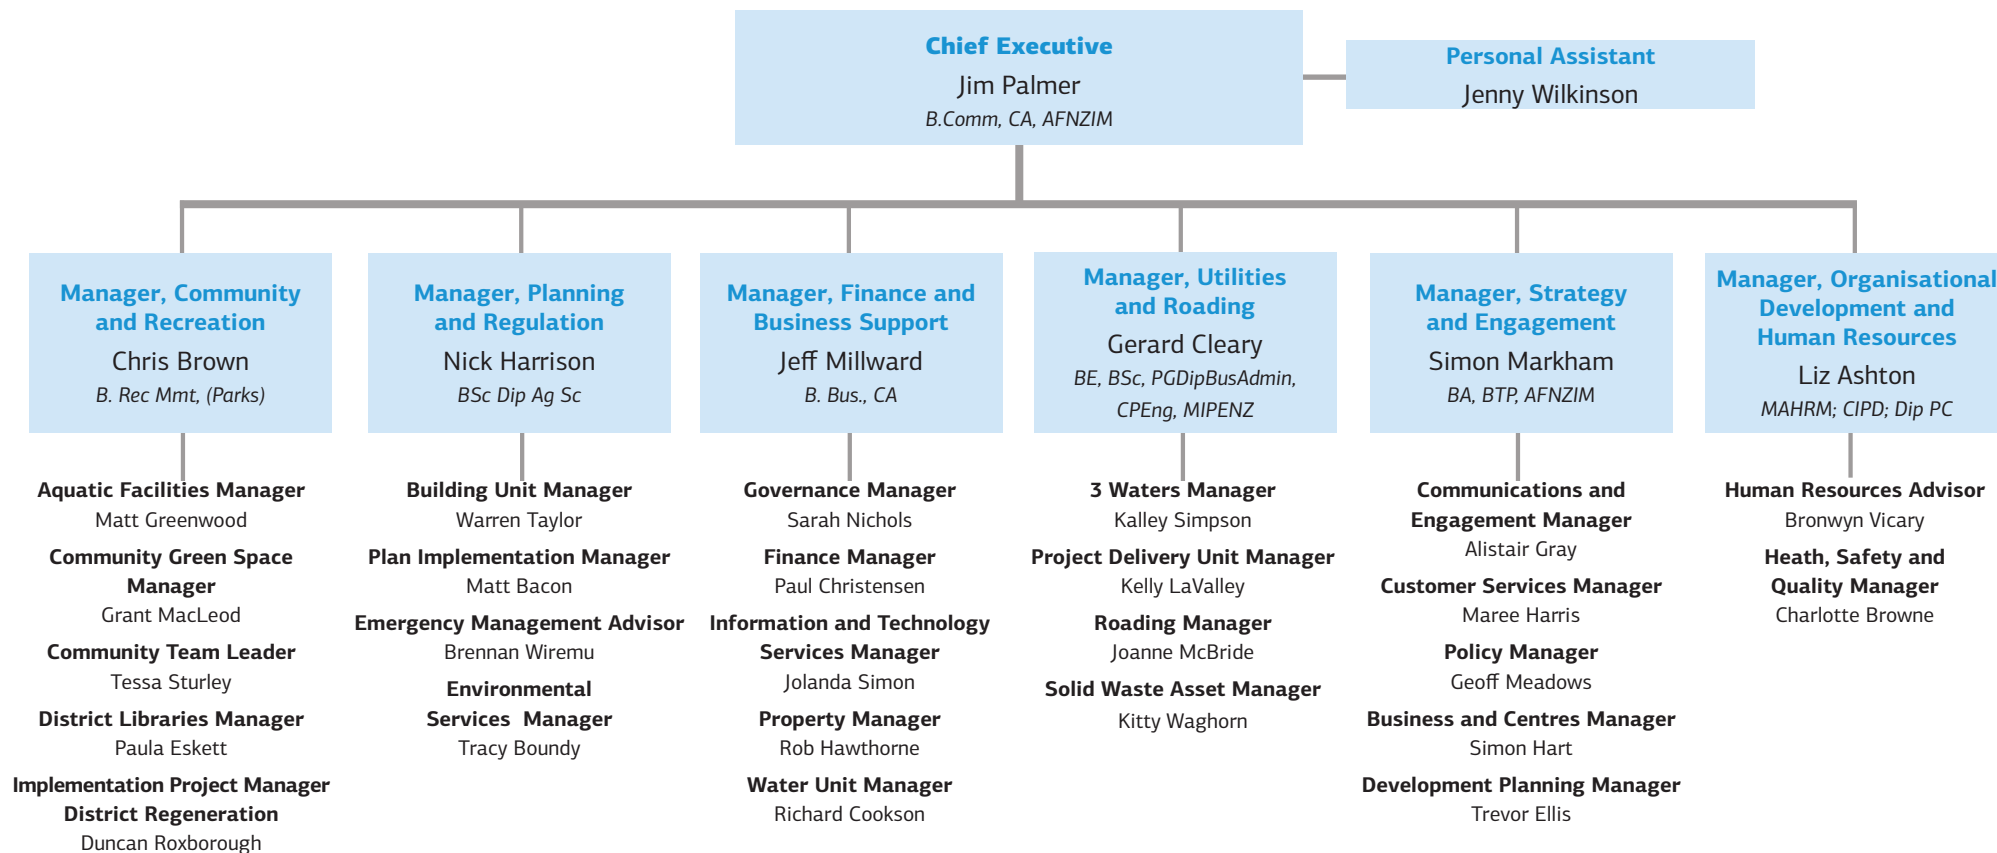 Chief Executive
Jim Palmer
B.Comm, CA, AFNZIM
Personal Assistant
Jenny Wilkinson
Manager, Community
and Recreation
Chris Brown
B. Rec Mmt, (Parks)
Aquatic Facilities Manager
Matt Greenwood
Community Green Space
Manager
Grant MacLeod
Community Team Leader
Tessa Sturley
District Libraries Manager
Paula Eskett
Implementation Project Manager
District Regeneration
Duncan Roxborough
Manager, Planning
and Regulation
Nick Harrison
BSc Dip Ag Sc
Building Unit Manager
Warren Taylor
Plan Implementation Manager
Matt Bacon
Emergency Management Advisor
Brennan Wiremu
Environmental
Services Manager
Tracy Boundy
Manager, Finance and
Business Support
Jeff Millward
B. Bus., CA
Governance Manager
Sarah Nichols
Finance Manager
Paul Christensen
Information and Technology
Services Manager
Jolanda Simon
Property Manager
Rob Hawthorne
Water Unit Manager
Richard Cookson
Manager, Utilities
and Roading
Gerard Cleary
BE, BSc, PGDipBusAdmin,
CPEng, MIPENZ
3 Waters Manager
Kalley Simpson
Project Delivery Unit Manager
Kelly LaValley
Roading Manager
Joanne McBride
Solid Waste Asset Manager
Kitty Waghorn
Manager, Strategy
and Engagement
Simon Markham
BA, BTP, AFNZIM
Communications and
Engagement Manager
Alistair Gray
Customer Services Manager
Maree Harris
Policy Manager
Geoff Meadows
Business and Centres Manager
Simon Hart
Development Planning Manager
Trevor Ellis
Manager, Organisational
Development and
Human Resources
Liz Ashton
MAHRM; CIPD; Dip PC
Human Resources Advisor
Bronwyn Vicary
Heath, Safety and
Quality Manager
Charlotte Browne